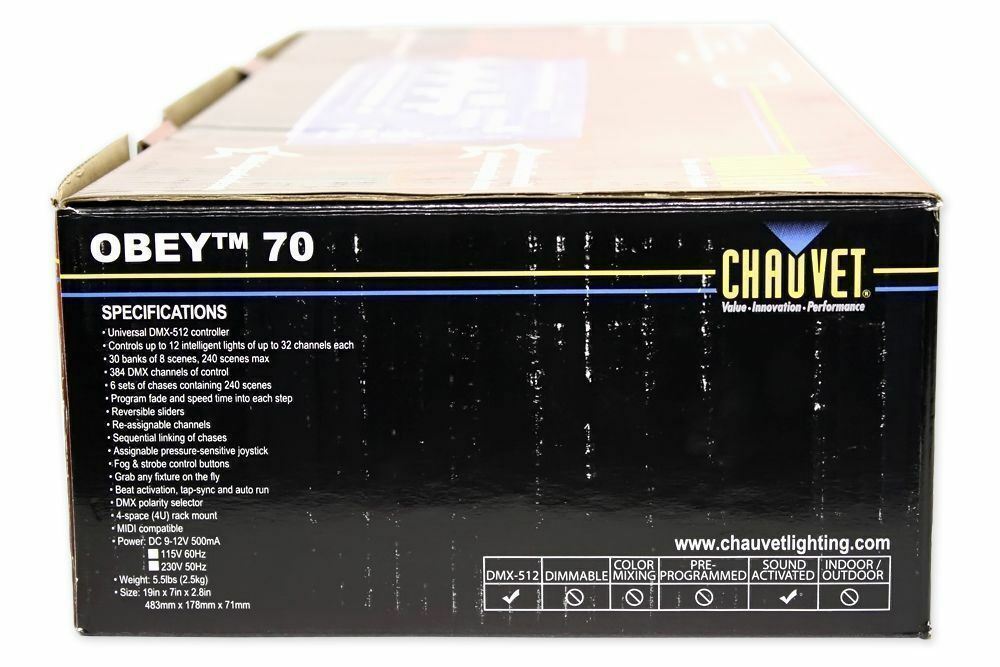 OBEY™ 70
CHAUVET®
Value • Innovation • Performance
SPECIFICATIONS
• Universal DMX-512 controller
• Controls up to 12 intelligent lights of up to 32 channels each
• 30 banks of 8 scenes, 240 scenes max
• 384 DMX channels of control
• 6 sets of chases containing 240 scenes
• Program fade and speed time into each step
• Reversible sliders
• Re-assignable channels
• Sequential linking of chases
• Assignable pressure-sensitive joystick
• Fog & strobe control buttons
• Grab any fixture on the fly
• Beat activation, tap-sync and auto run
• DMX polarity selector
• 4-space (4U) rack mount
• MIDI compatible
• Power: DC 9-12V 500mA
115V 60Hz
230V 50Hz
• Weight: 5.5lbs (2.5kg)
• Size: 19in x 7in x 2.8in
483mm x 178mm x 71mm
www.chauvetlighting.com
DMX-512
DIMMABLE
COLOR
MIXING
PRE-
PROGRAMMED
SOUND
ACTIVATED
INDOOR /
OUTDOOR